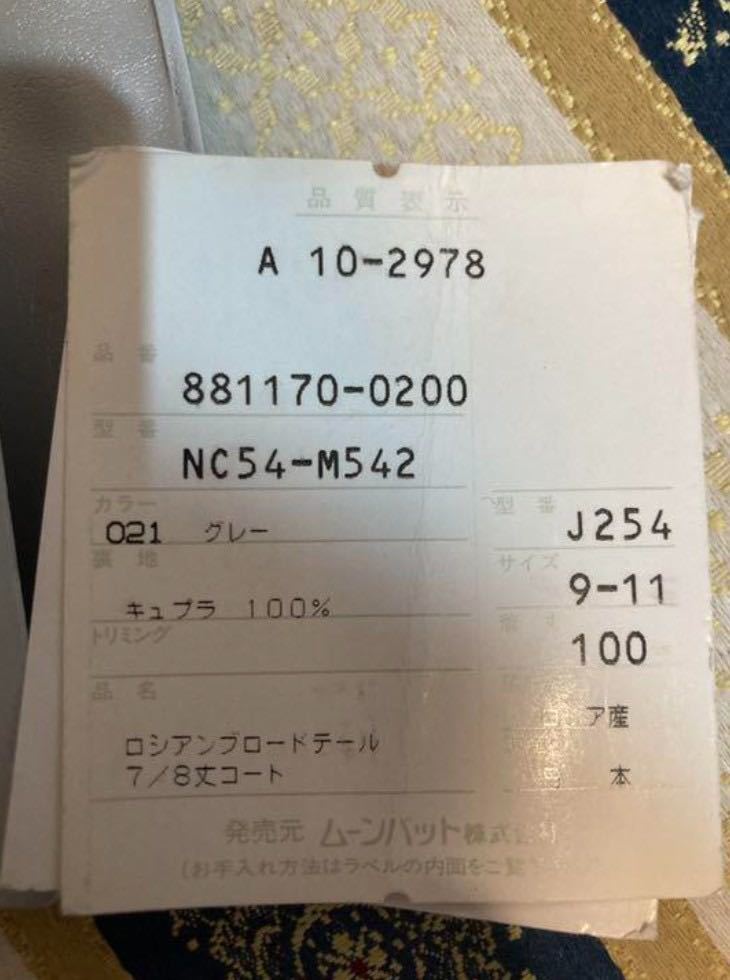 品質表示
A 10-2978
品番
881170-0200
型番
NC54-M542
カラー
021 グレー
型番
J254
裏地
キュプラ 100%
サイズ
9-11
トリミング
100
品名
ロシアンブロードテール
7/8丈コート
ア産
本
発売元 ムーンバット株式
(お手入れ方法はラベルの内面をご覧